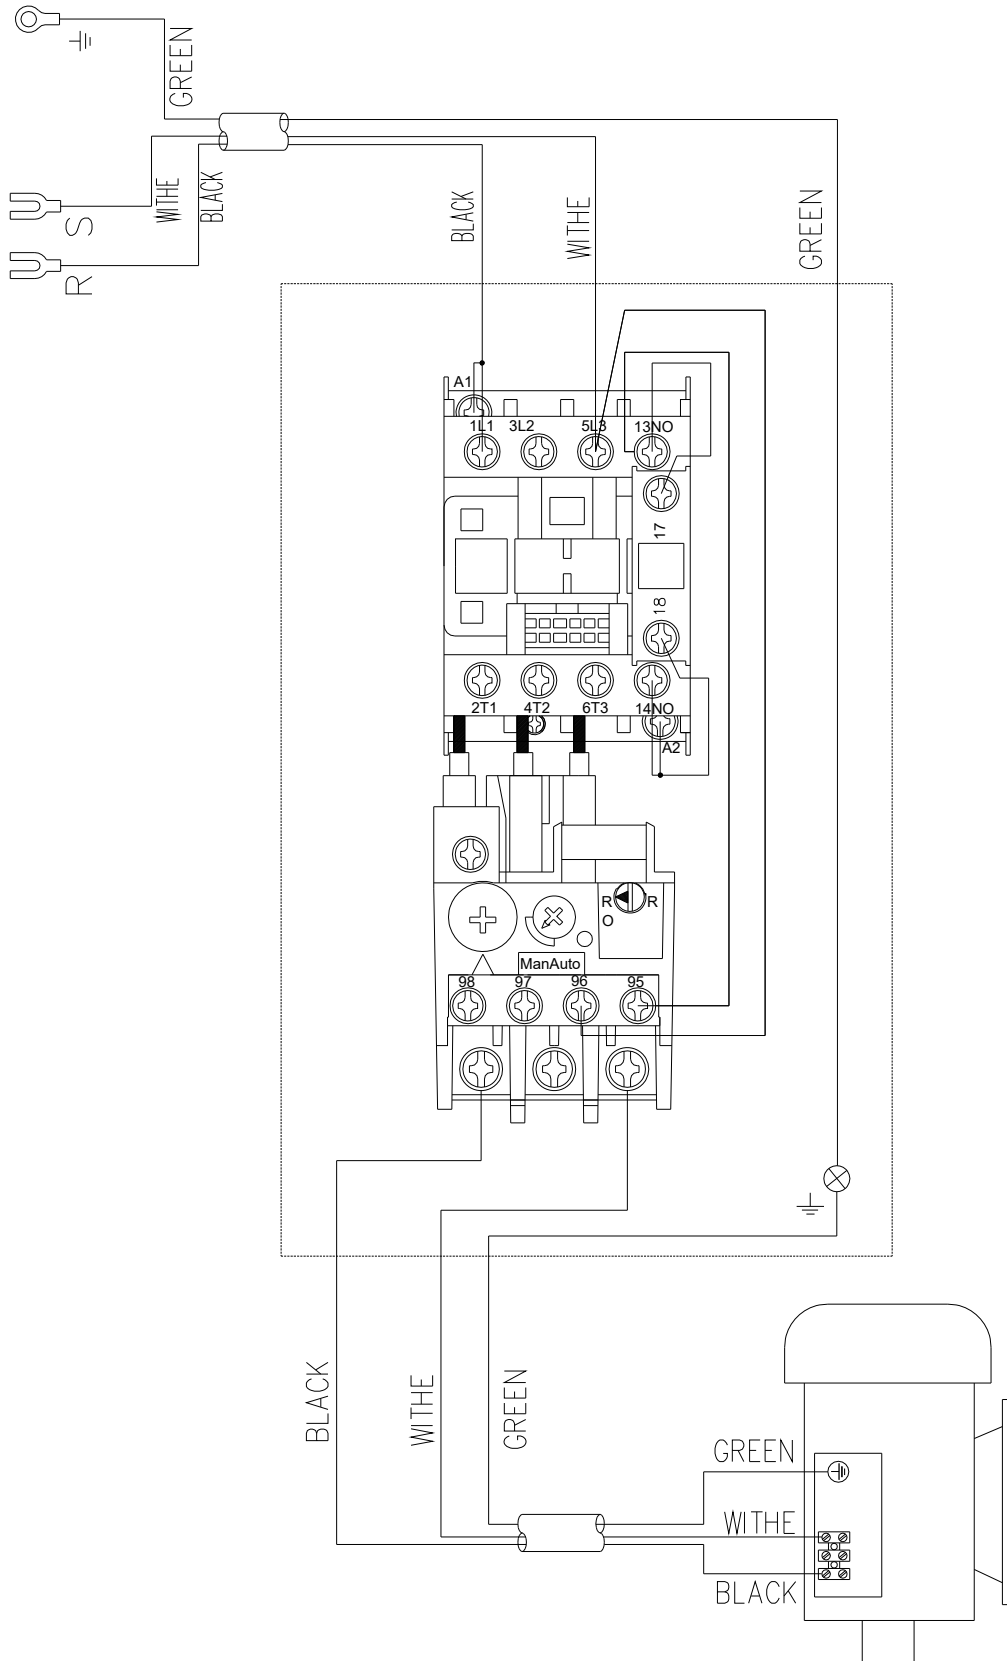 GREEN
WITHE
BLACK
S
R
BLACK
WITHE
GREEN
A1
1L1 3L2 5L3 13NO
17
18
2T1 4T2 6T3 14NO
A2
R R
O
ManAuto
98 97 96 95
BLACK
WITHE
GREEN
GREEN
WITHE
BLACK